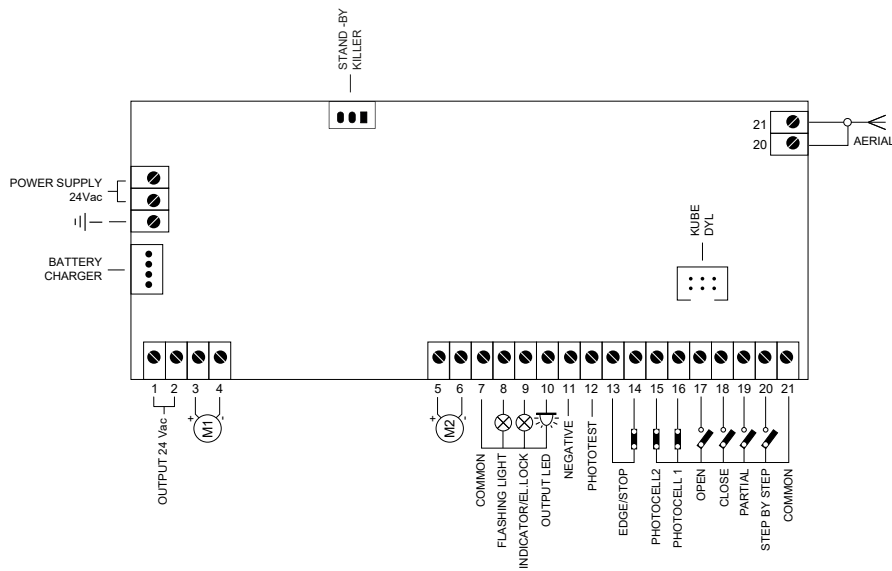 STAND -BY
KILLER
21
20
AERIAL
POWER SUPPLY
24Vac
KUBE
DYL
BATTERY
CHARGER
1 2 3 4 5 6 7 8 9 10 11 12 13 14 15 16 17 18 19 20 21
+ M1 -
+ M2 -
OUTPUT 24 Vac
COMMON
FLASHING LIGHT
INDICATOR/EL.LOCK
OUTPUT LED
NEGATIVE
PHOTOTEST
EDGE/STOP
PHOTOCELL2
PHOTOCELL 1
OPEN
CLOSE
PARTIAL
STEP BY STEP
COMMON